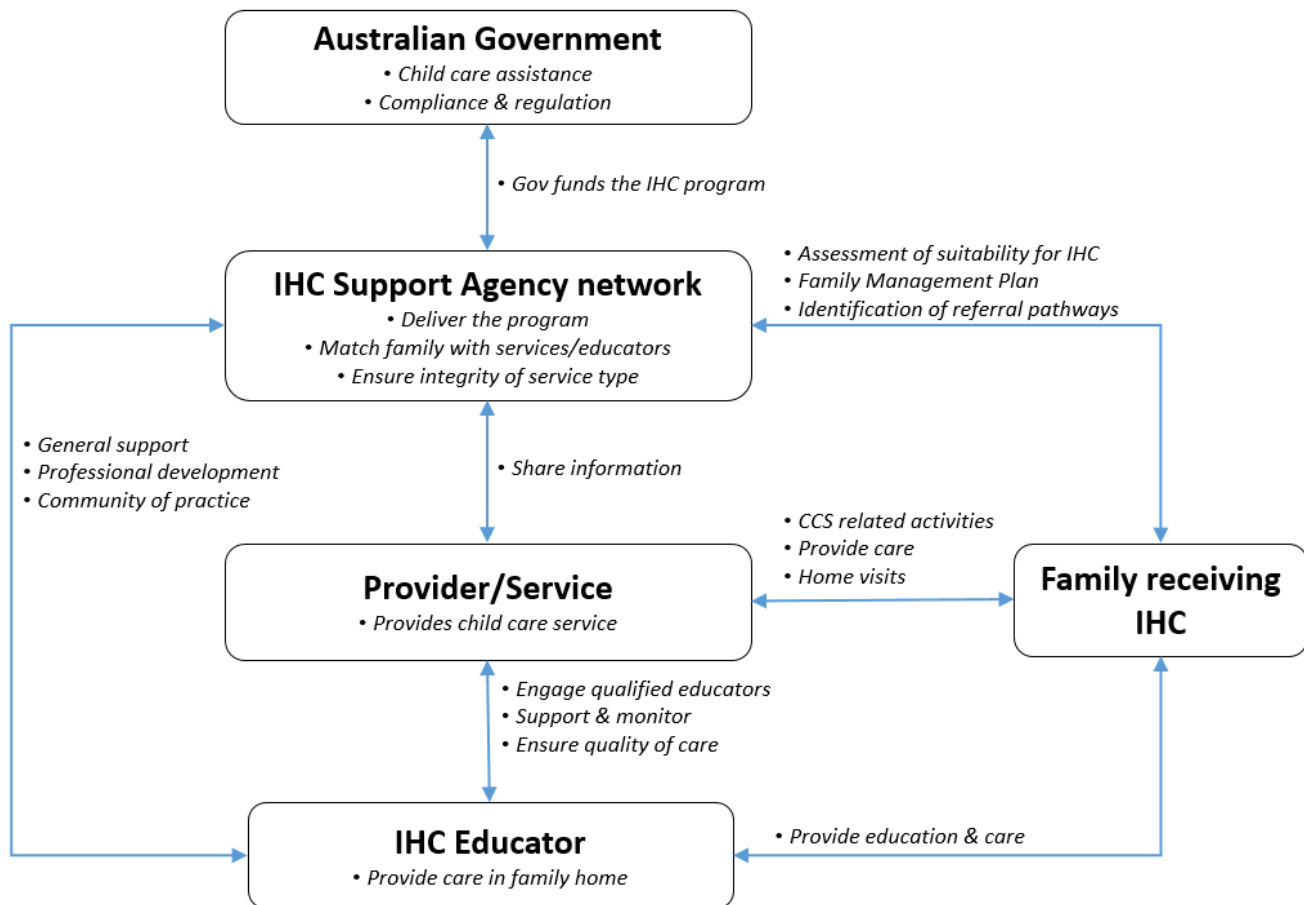 Australian Government
• Child care assistance
• Compliance & regulation
• Gov funds the IHC program
IHC Support Agency network
• Deliver the program
• Match family with services/educators
• Ensure integrity of service type
• Assessment of suitability for IHC
• Family Management Plan
• Identification of referral pathways
• General support
• Professional development
• Community of practice
• Share information
Provider/Service
• Provides child care service
• CCS related activities
• Provide care
• Home visits
Family receiving
IHC
• Engage qualified educators
• Support & monitor
• Ensure quality of care
IHC Educator
• Provide care in family home
• Provide education & care